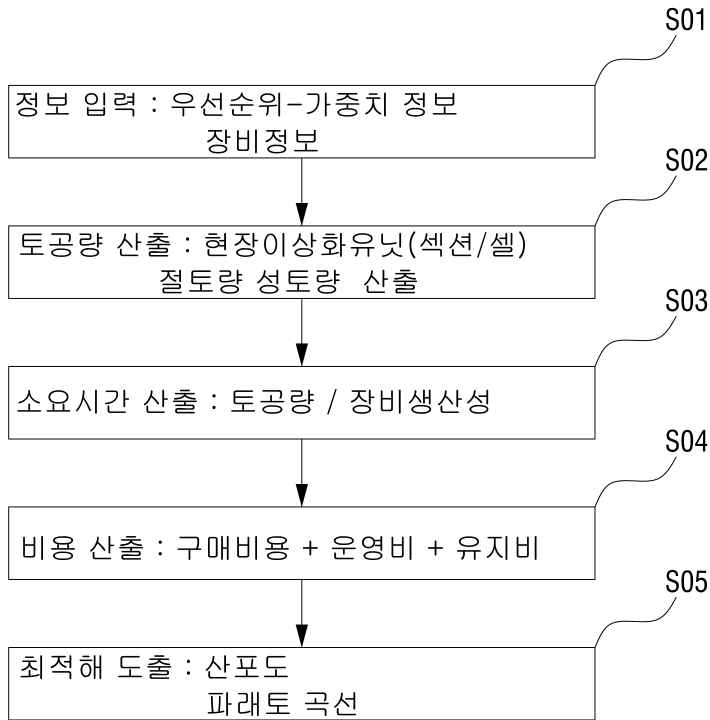 S01
정보 입력 : 우선순위-가중치 정보
장비정보
S02
토공량 산출 : 현장이상화유닛(섹션/셀)
절토량 성토량 산출
S03
소요시간 산출 : 토공량 / 장비생산성
S04
비용 산출 : 구매비용 + 운영비 + 유지비
S05
최적해 도출 : 산포도
파래토 곡선